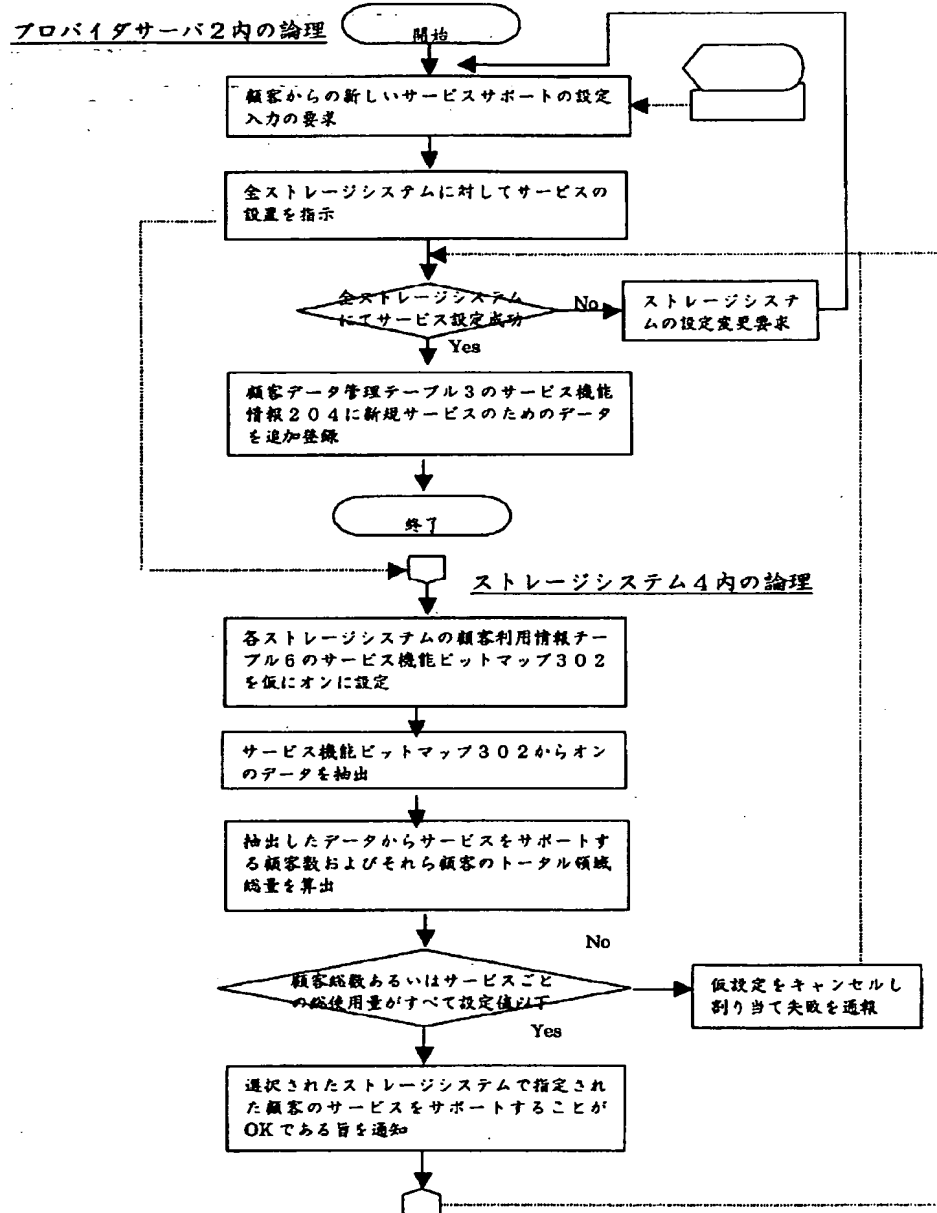 プロバイダサーバ2内の論理
開始
顧客からの新しいサービスサポートの設定
入力の要求
全ストレージシステムに対してサービスの
設置を指示
全ストレージシステム
にてサービス設定成功
No
ストレージシステ
ムの設定変更要求
Yes
顧客データ管理テーブル3のサービス機能
情報204に新規サービスのためのデータ
を追加登録
終了
ストレージシステム4内の論理
各ストレージシステムの顧客利用情報テー
ブル6のサービス機能ビットマップ302
を仮にオンに設定
サービス機能ビットマップ302からオン
のデータを抽出
抽出したデータからサービスをサポートす
る顧客数およびそれら顧客のトータル領域
総量を算出
No
顧客総数あるいはサービスごと
の総使用量がすべて設定値以下
仮設定をキャンセルし
割り当て失敗を通報
Yes
選択されたストレージシステムで指定され
た顧客のサービスをサポートすることが
OKである旨を通知